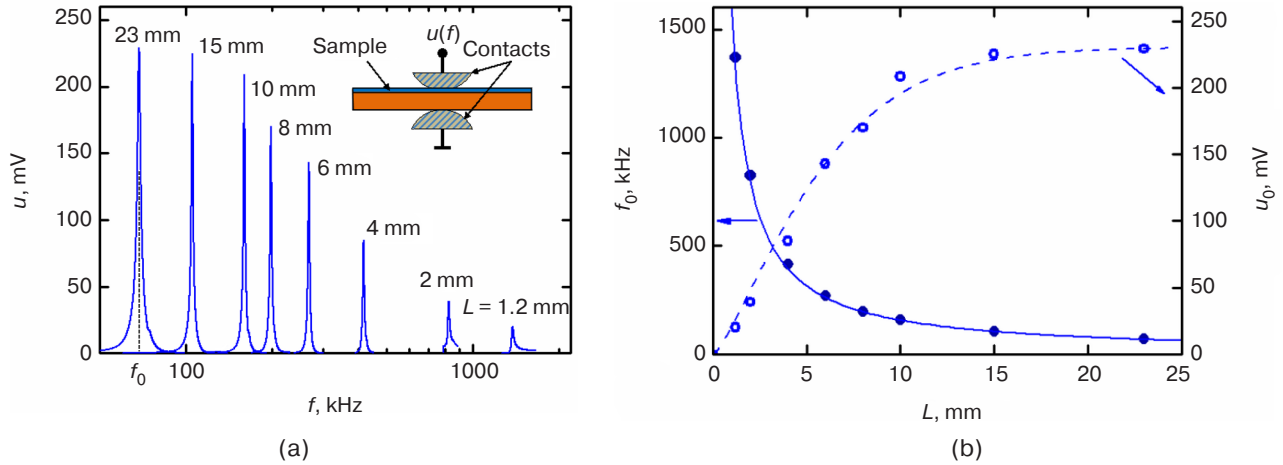 250
200
150
100
50
0
u, mV
23 mm
15 mm
10 mm
8 mm
6 mm
4 mm
2 mm
L = 1.2 mm
Sample
u(f)
Contacts
f0
100
1000
f, kHz
(a)
1500
1000
500
0
f0, kHz
250
200
150
100
50
0
u0, mV
0
5
10
15
20
25
L, mm
(b)